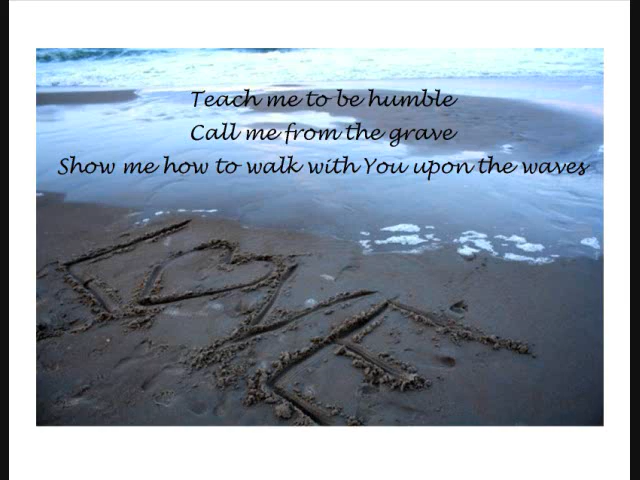 Teach me to be humble
Call me from the grave
Show me how to walk with You upon the waves
LOVE